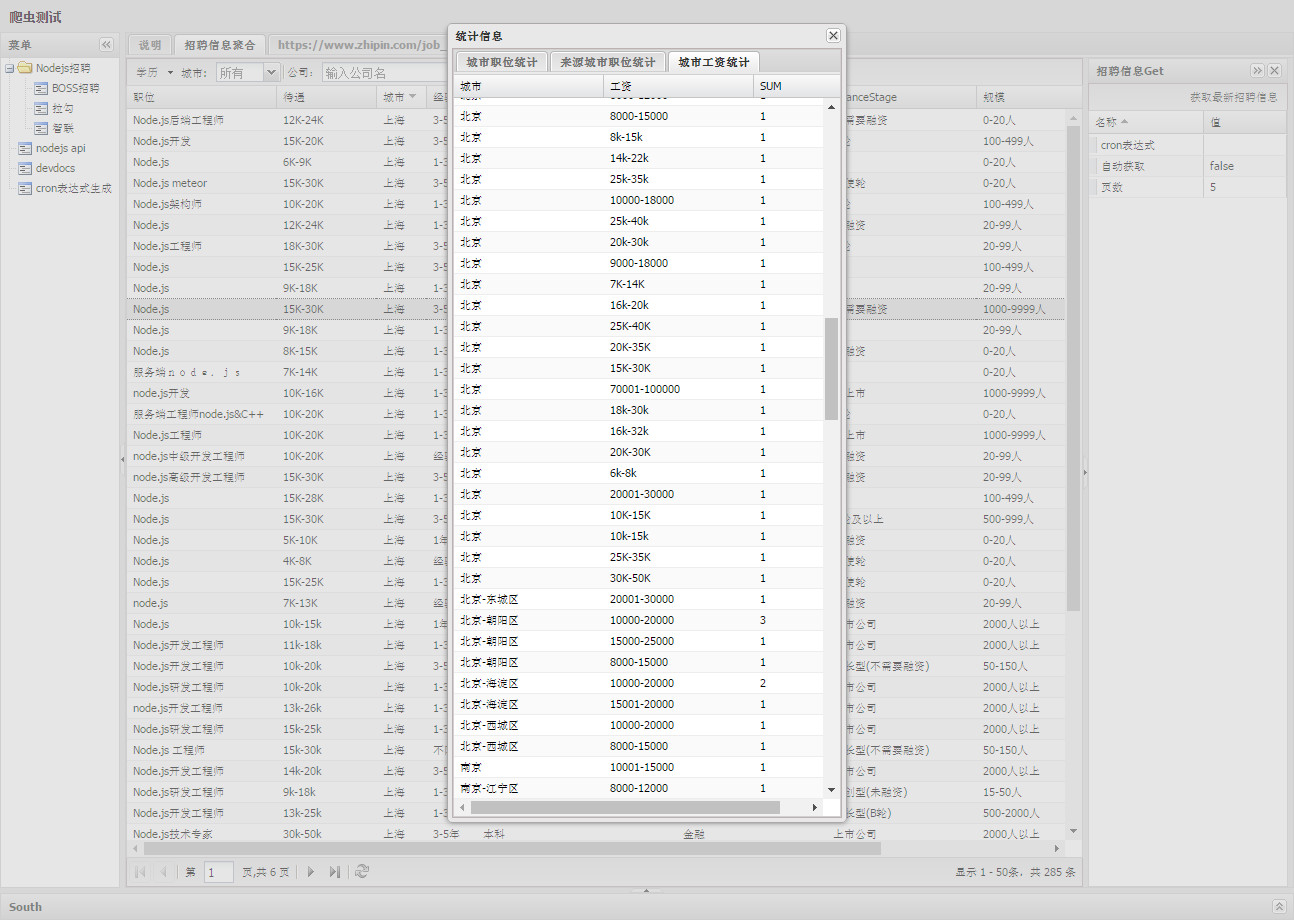 爬虫测试
菜单
Nodejs招聘
BOSS招聘
拉勾
智联
nodejs api
devdocs
cron表达式生成
说明
招聘信息聚合
https://www.zhipin.com/job_
学历 城市: 所有 公司: 输入公司名
职位 待通 城市 经 anceStage 规模
Node.js后端工程师 12K-24K 上海 3-5 需要融资 0-20人
Node.js开发 15K-20K 上海 3-5 100-499人
Node.js 6K-9K 上海 1-3 0-20人
Node.js meteor 15K-30K 上海 3-5 使轮 0-20人
Node.js架构师 10K-20K 上海 1-3 100-499人
Node.js 12K-24K 上海 1-3 融资 20-99人
Node.js工程师 18K-30K 上海 3-5 20-99人
Node.js 15K-25K 上海 3-5 100-499人
Node.js 9K-18K 上海 1-3 20-99人
Node.js 15K-30K 上海 3-5 需要融资 1000-9999人
Node.js 9K-18K 上海 1-3 20-99人
Node.js 8K-15K 上海 1-3 融资 0-20人
服务端ｎｏｄｅ．ｊｓ 7K-14K 上海 1-3 0-20人
node.js开发 10K-16K 上海 1-3 上市 1000-9999人
服务端工程师node.js&C++ 10K-20K 上海 1-3 0-20人
Node.js工程师 10K-20K 上海 1-3 上市 1000-9999人
node.js中级开发工程师 10K-20K 上海 经 融资 20-99人
node.js高级开发工程师 15K-30K 上海 3-5 融资 20-99人
Node.js 15K-28K 上海 1-3 100-499人
Node.js 15K-30K 上海 3-5 轮及以上 500-999人
Node.js 5K-10K 上海 1年 融资 0-20人
Node.js 4K-8K 上海 经 使轮 0-20人
Node.js 15K-25K 上海 1-3 使轮 0-20人
node.js 7K-13K 上海 经 融资 20-99人
Node.js 10k-15k 上海 1年 市公司 2000人以上
Node.js开发工程师 11k-18k 上海 1-3 市公司 2000人以上
Node.js开发工程师 10k-20k 上海 3-5 长型(不需要融资) 50-150人
Node.js研发工程师 10k-20k 上海 1-3 市公司 2000人以上
node.js开发工程师 13k-26k 上海 1-3 市公司 2000人以上
Node.js研发工程师 15k-25k 上海 1-3 市公司 2000人以上
Node.js 工程师 15k-30k 上海 不 长型(不需要融资) 50-150人
Node.js开发工程师 14k-20k 上海 3-5 市公司 2000人以上
Node.js研发工程师 9k-18k 上海 1-3 创型(未融资) 15-50人
Node.js开发工程师 13k-25k 上海 1-3 长型(B轮) 500-2000人
Node.js技术专家 30k-50k 上海 3-5年 本科 金融 上市公司 2000人以上
第 1 页,共 6 页
显示 1 - 50条，共 285 条
统计信息
城市职位统计 来源城市职位统计 城市工资统计
城市 工资 SUM
北京 8000-15000 1
北京 8k-15k 1
北京 14k-22k 1
北京 25k-35k 1
北京 10000-18000 1
北京 25k-40k 1
北京 20k-30k 1
北京 9000-18000 1
北京 7K-14K 1
北京 16k-20k 1
北京 25K-40K 1
北京 20K-35K 1
北京 15K-30K 1
北京 70001-100000 1
北京 18k-30k 1
北京 16k-32k 1
北京 20K-30K 1
北京 6k-8k 1
北京 20001-30000 1
北京 10K-15K 1
北京 10k-15k 1
北京 25K-35K 1
北京 30K-50K 1
北京-东城区 20001-30000 1
北京-朝阳区 10000-20000 3
北京-朝阳区 15000-25000 1
北京-朝阳区 8000-15000 1
北京-海淀区 10000-20000 2
北京-海淀区 15001-20000 1
北京-西城区 10000-20000 1
北京-西城区 8000-15000 1
南京 10001-15000 1
南京-江宁区 8000-12000 1
招聘信息Get
获取最新招聘信息
名称 值
cron表达式
自动获取 false
页数 5
South